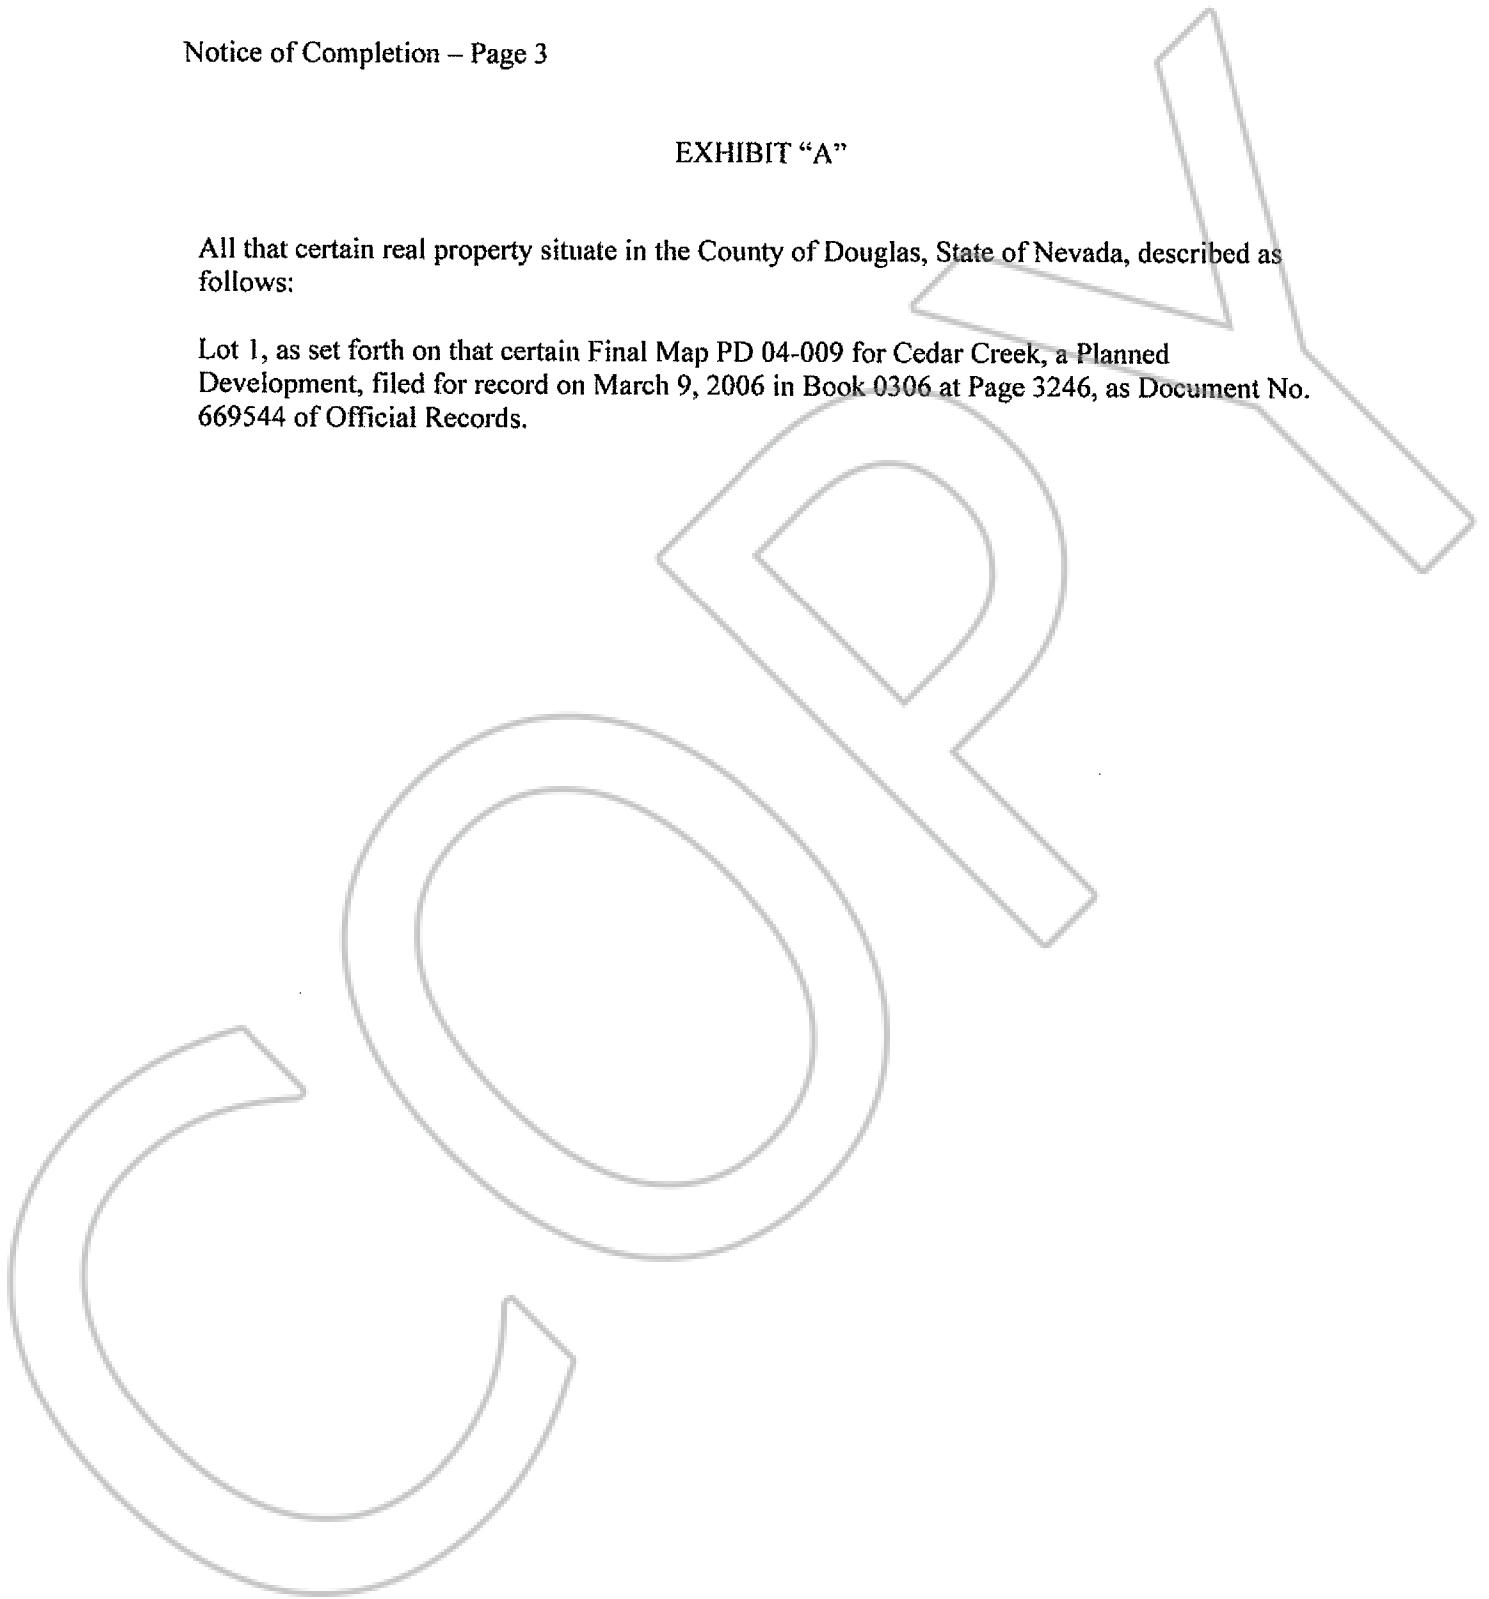 Notice of Completion – Page 3
EXHIBIT “A”
All that certain real property situate in the County of Douglas, State of Nevada, described as
follows:
Lot 1, as set forth on that certain Final Map PD 04-009 for Cedar Creek, a Planned
Development, filed for record on March 9, 2006 in Book 0306 at Page 3246, as Document No.
669544 of Official Records.
COPY